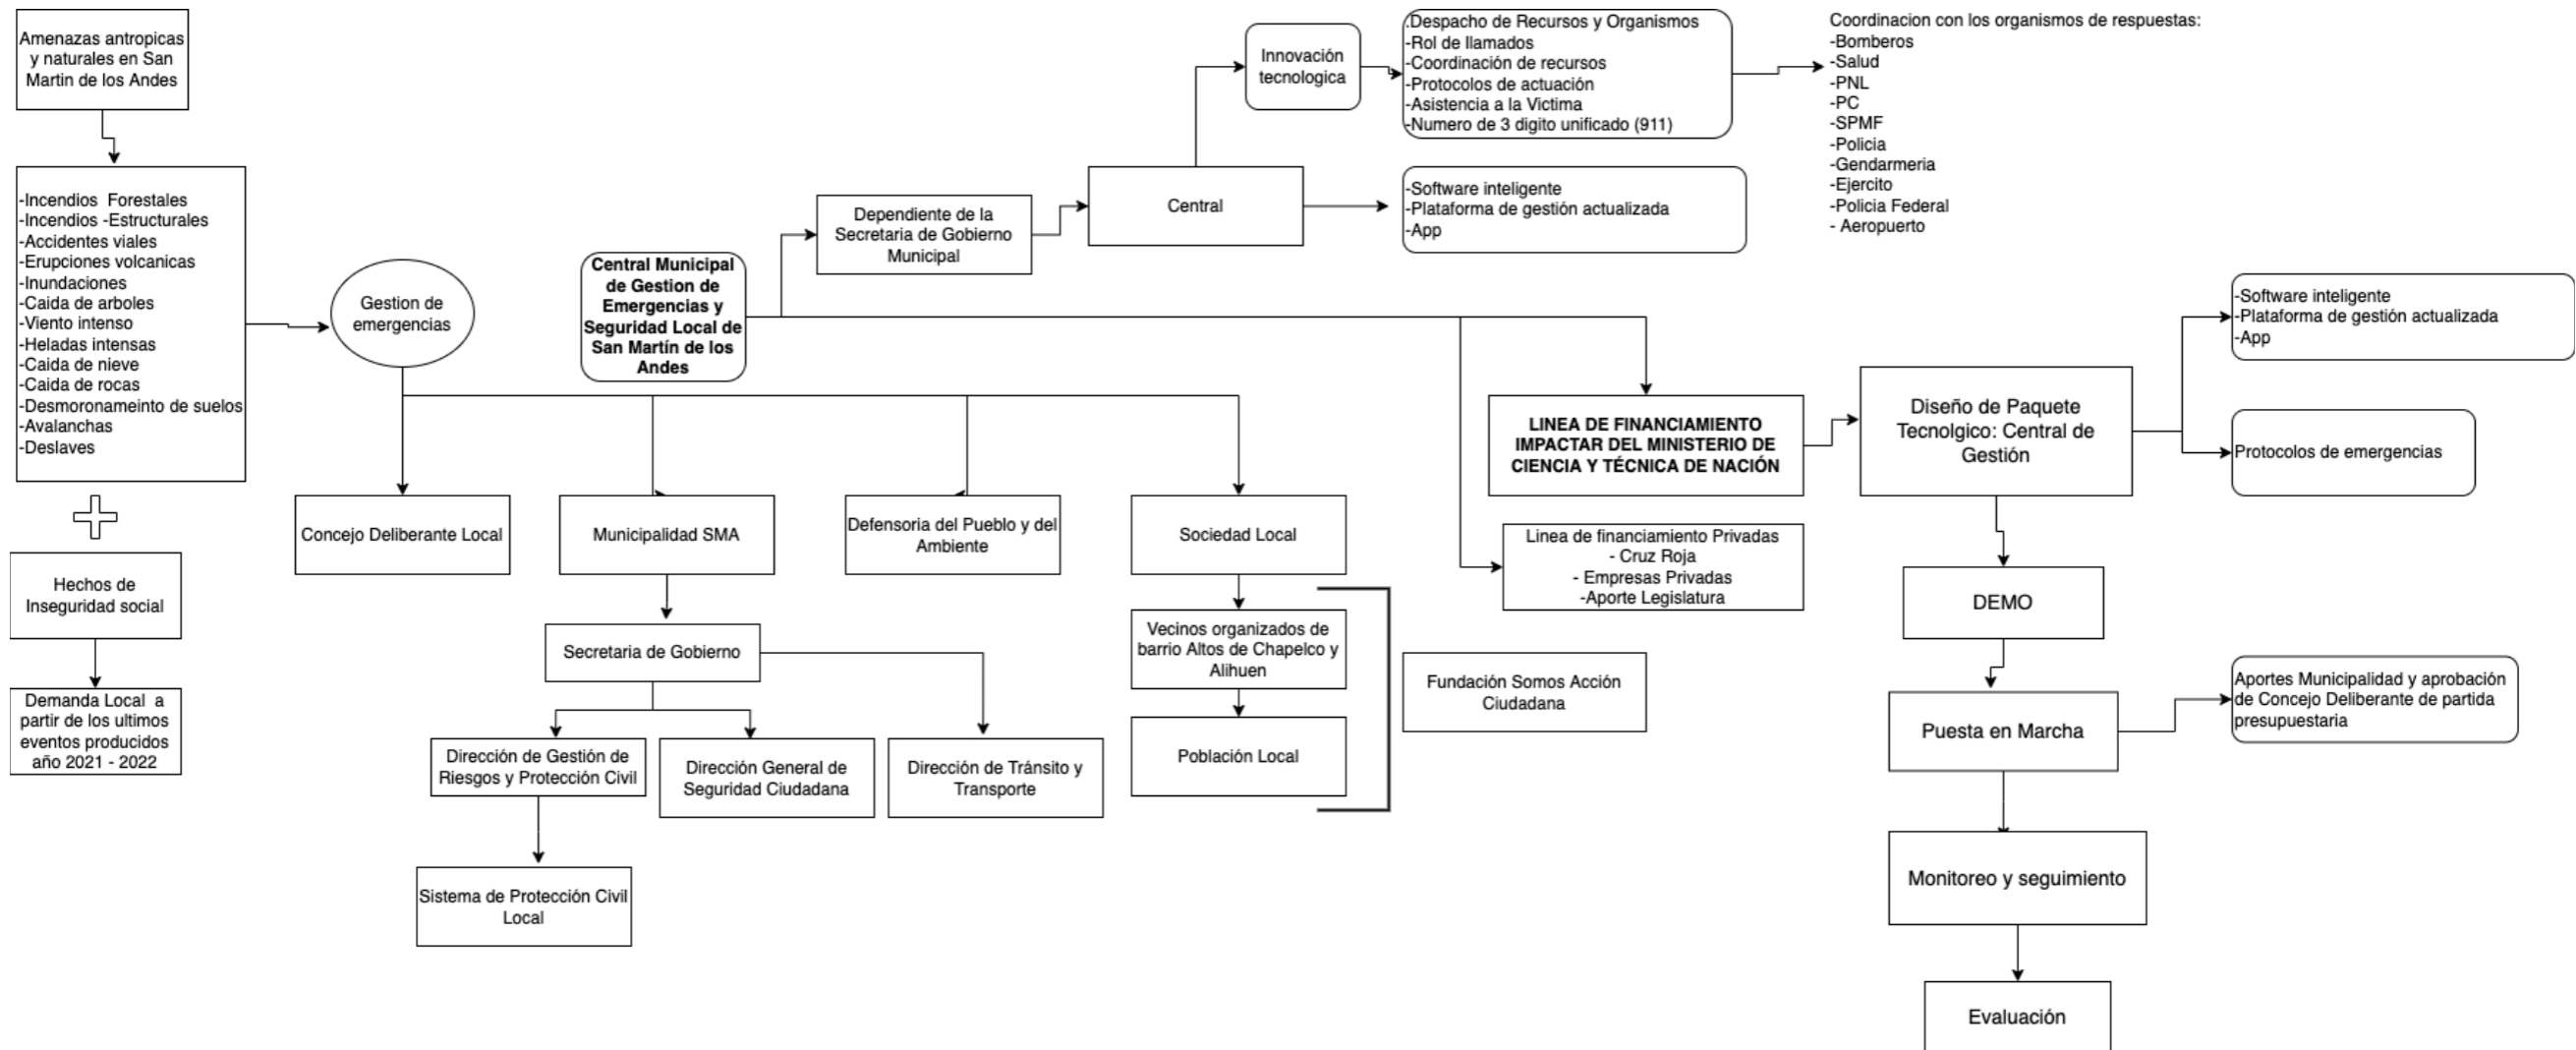 Amenazas antropicas
y naturales en San
Martin de los Andes
-Incendios  Forestales
-Incendios -Estructurales
-Accidentes viales
-Erupciones volcanicas
-Inundaciones
-Caida de arboles
-Viento intenso
-Heladas intensas
-Caida de nieve
-Caida de rocas
-Desmoronameinto de suelos
-Avalanchas
-Deslaves
Hechos de
Inseguridad social
Demanda Local  a
partir de los ultimos
eventos producidos
año 2021 - 2022
Gestion de
emergencias
Concejo Deliberante Local
Municipalidad SMA
Defensoria del Pueblo y del
Ambiente
Sociedad Local
Secretaria de Gobierno
Dirección de Gestión de
Riesgos y Protección Civil
Dirección General de
Seguridad Ciudadana
Dirección de Tránsito y
Transporte
Sistema de Protección Civil
Local
Vecinos organizados de
barrio Altos de Chapelco y
Alihuen
Población Local
Fundación Somos Acción
Ciudadana
Central Municipal
de Gestion de
Emergencias y
Seguridad Local de
San Martín de los
Andes
Dependiente de la
Secretaria de Gobierno
Municipal
Central
Innovación
tecnologica
.Despacho de Recursos y Organismos
-Rol de llamados
-Coordinación de recursos
-Protocolos de actuación
-Asistencia a la Victima
-Numero de 3 digito unificado (911)
-Software inteligente
-Plataforma de gestión actualizada
-App
Coordinacion con los organismos de respuestas:
-Bomberos
-Salud
-PNL
-PC
-SPMF
-Policia
-Gendarmeria
-Ejercito
-Policia Federal
- Aeropuerto
LINEA DE FINANCIAMIENTO
IMPACTAR DEL MINISTERIO DE
CIENCIA Y TÉCNICA DE NACIÓN
Linea de financiamiento Privadas
- Cruz Roja
- Empresas Privadas
-Aporte Legislatura
Diseño de Paquete
Tecnolgico: Central de
Gestión
-Software inteligente
-Plataforma de gestión actualizada
-App
Protocolos de emergencias
DEMO
Puesta en Marcha
Aportes Municipalidad y aprobación
de Concejo Deliberante de partida
presupuestaria
Monitoreo y seguimiento
Evaluación